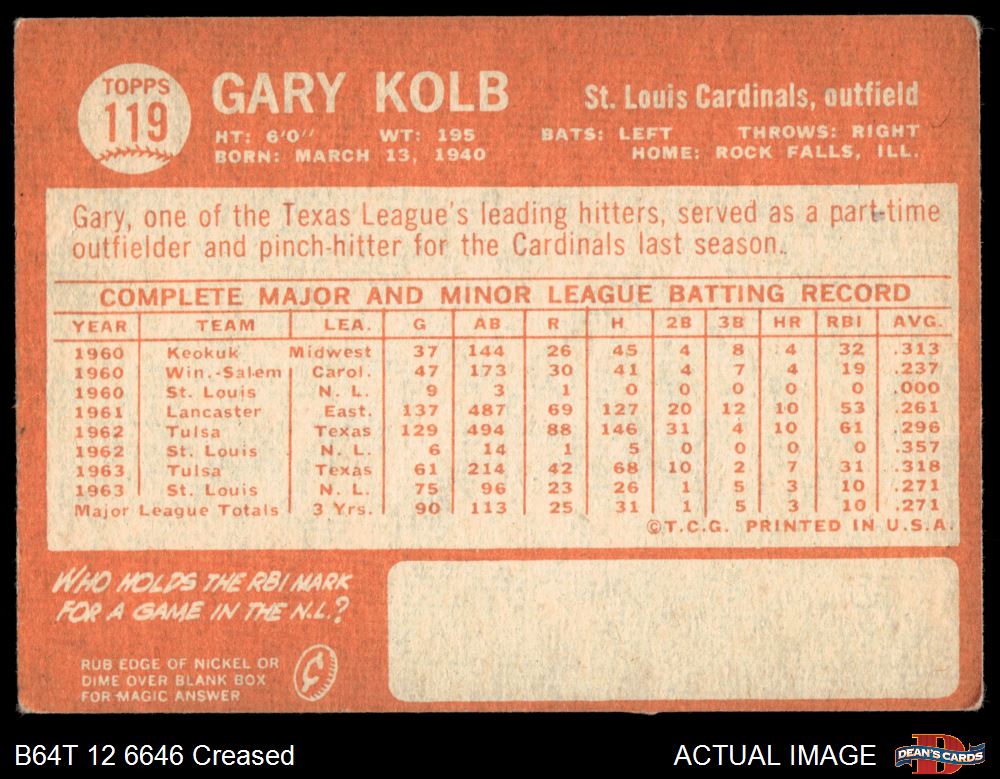 TOPPS
119
GARY KOLB
St. Louis Cardinals, outfield
HT: 6'0" WT: 195 BATS: LEFT THROWS: RIGHT
BORN: MARCH 13, 1940 HOME: ROCK FALLS, ILL.
Gary, one of the Texas League's leading hitters, served as a part-time
outfielder and pinch-hitter for the Cardinals last season.
COMPLETE MAJOR AND MINOR LEAGUE BATTING RECORD
YEAR TEAM LEA. G AB R H 2B 3B HR RBI AVG.
1960 Keokuk Midwest 37 144 26 45 4 8 4 32 .313
1960 Win.-Salem Carol. 47 173 30 41 4 7 4 19 .237
1960 St. Louis N. L. 9 3 1 0 0 0 0 0 .000
1961 Lancaster East. 137 487 69 127 20 12 10 53 .261
1962 Tulsa Texas 129 494 88 146 31 4 10 61 .296
1962 St. Louis N. L. 6 14 1 5 0 0 0 0 .357
1963 Tulsa Texas 61 214 42 68 10 2 7 31 .318
1963 St. Louis N. L. 75 96 23 26 1 5 3 10 .271
Major League Totals 3 Yrs. 90 113 25 31 1 5 3 10 .271
©T.C.G. PRINTED IN U.S.A.
WHO HOLDS THE RBI MARK
FOR A GAME IN THE N.L.?
RUB EDGE OF NICKEL OR
DIME OVER BLANK BOX
FOR MAGIC ANSWER
B64T 12 6646 Creased
ACTUAL IMAGE
DEAN'S CARDS